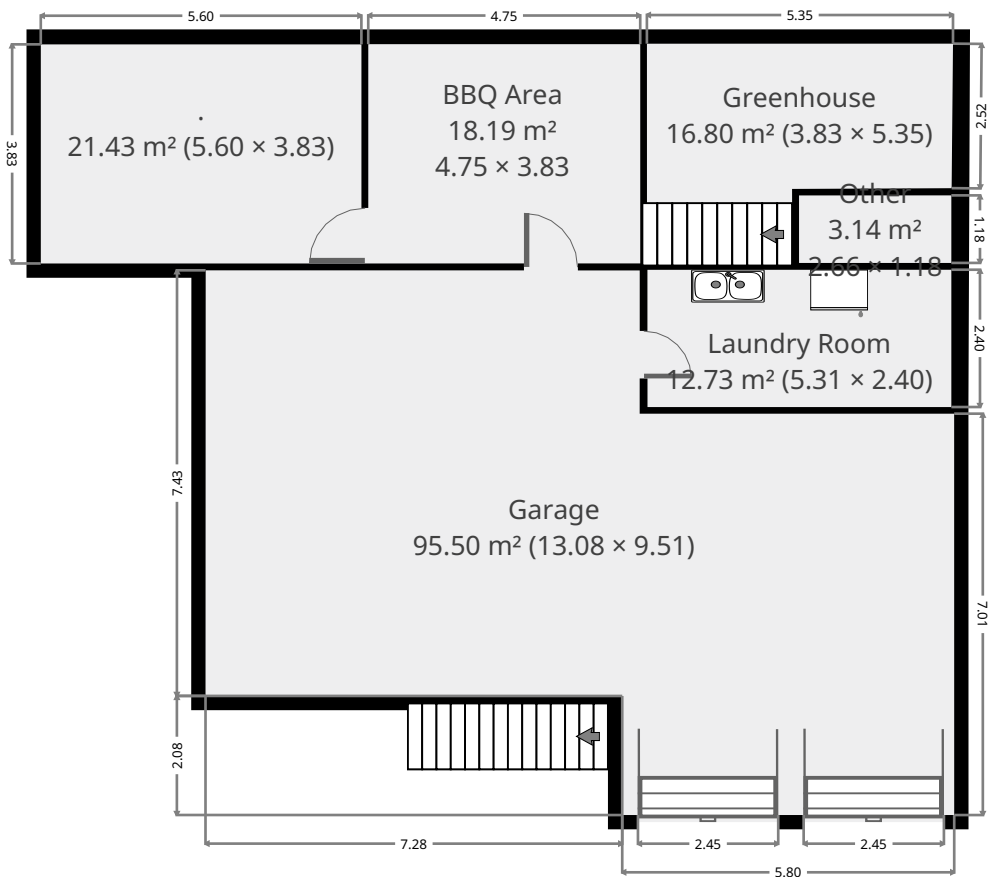 5.60
4.75
5.35
3.83
.
21.43 m² (5.60 × 3.83)
BBQ Area
18.19 m²
4.75 × 3.83
Greenhouse
16.80 m² (3.83 × 5.35)
2.52
Other
3.14 m²
2.66 × 1.18
1.18
Laundry Room
12.73 m² (5.31 × 2.40)
2.40
7.43
Garage
95.50 m² (13.08 × 9.51)
7.01
2.08
7.28
2.45
2.45
5.80